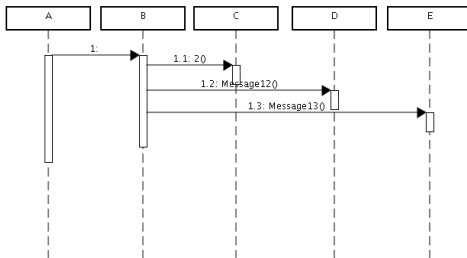 A B C D E
1:
1.1: 2()
1.2: Message12()
1.3: Message13()